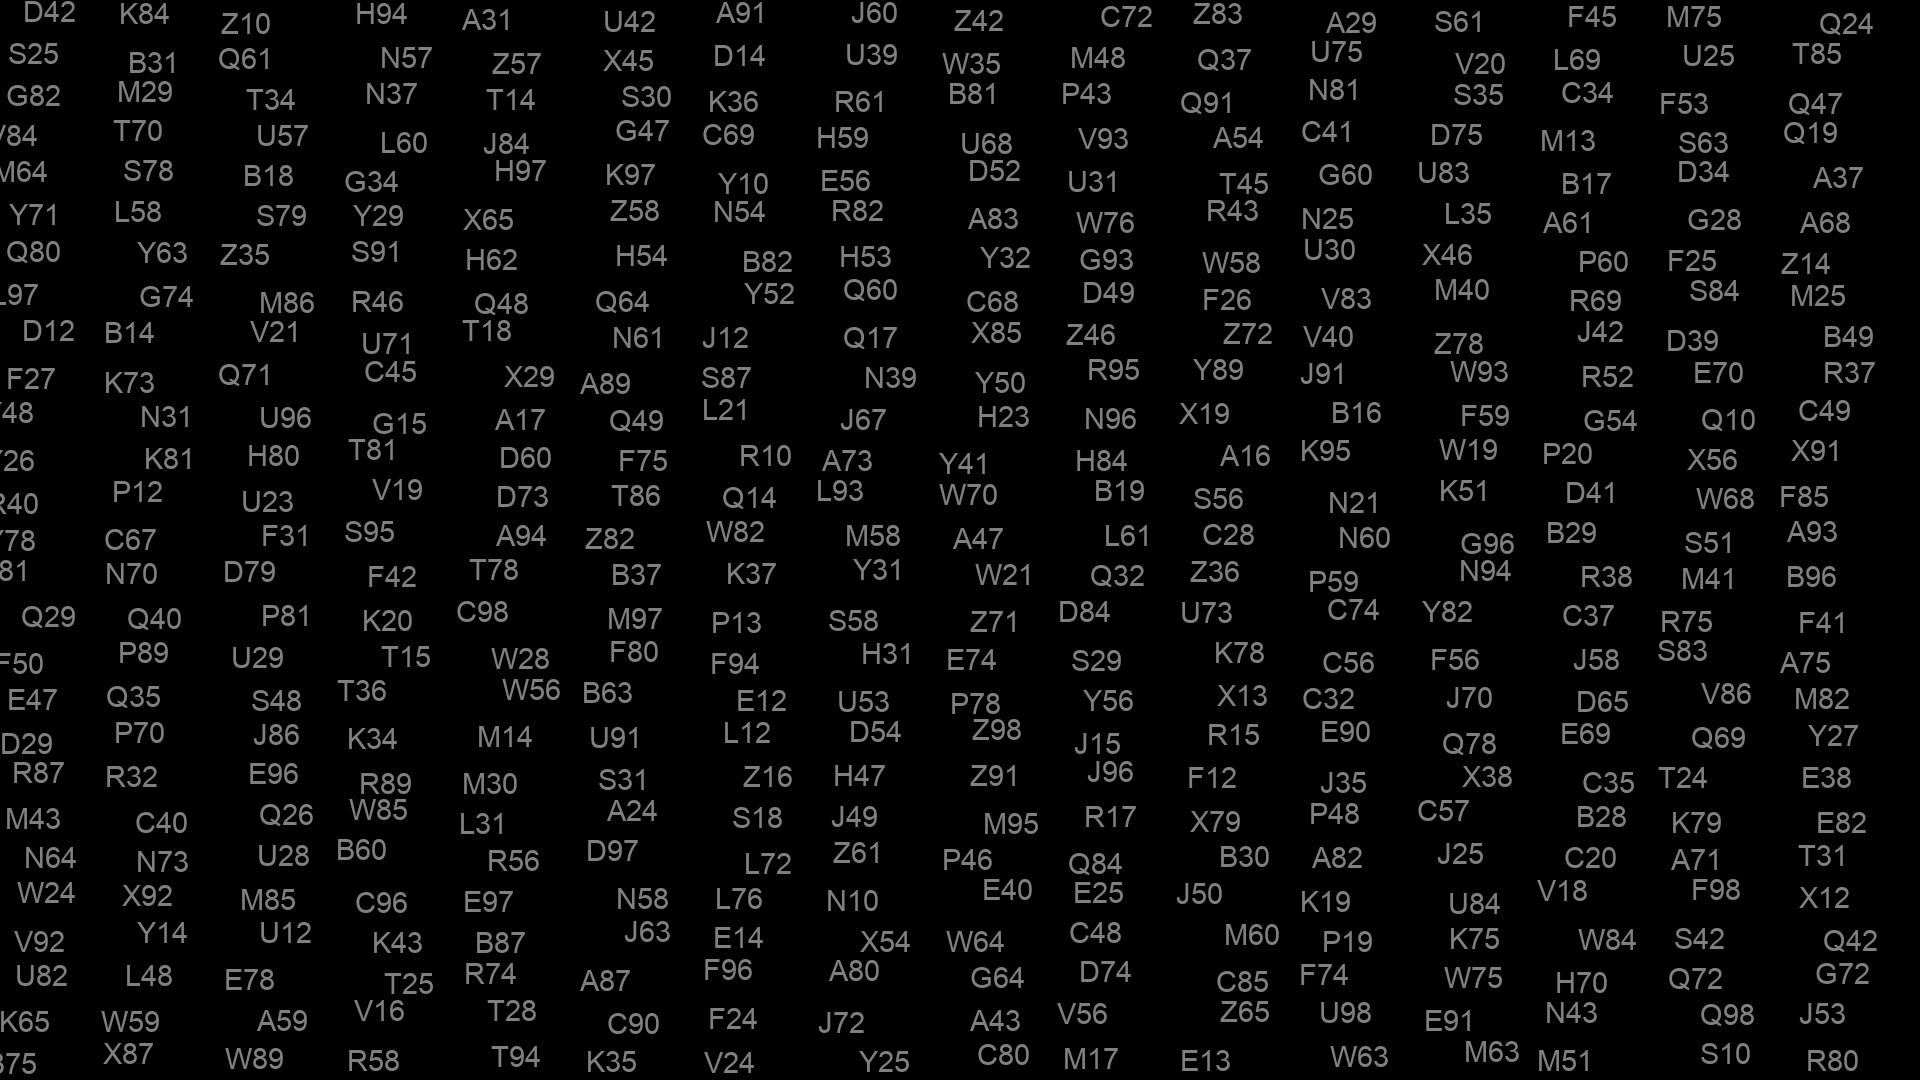 D42 K84 Z10 H94 A31 U42 A91 J60 Z42 C72 Z83 A29 S61 F45 M75 Q24
S25 B31 Q61 N57 Z57 X45 D14 U39 W35 M48 Q37 U75 V20 L69 U25 T85
G82 M29 T34 N37 T14 S30 K36 R61 B81 P43 Q91 N81 S35 C34 F53 Q47
V84 T70 U57 L60 J84 G47 C69 H59 U68 V93 A54 C41 D75 M13 S63 Q19
M64 S78 B18 G34 H97 K97 Y10 E56 D52 U31 T45 G60 U83 B17 D34 A37
Y71 L58 S79 Y29 X65 Z58 N54 R82 A83 W76 R43 N25 L35 A61 G28 A68
Q80 Y63 Z35 S91 H62 H54 B82 H53 Y32 G93 W58 U30 X46 P60 F25 Z14
L97 G74 M86 R46 Q48 Q64 Y52 Q60 C68 D49 F26 V83 M40 R69 S84 M25
D12 B14 V21 U71 T18 N61 J12 Q17 X85 Z46 Z72 V40 Z78 J42 D39 B49
F27 K73 Q71 C45 X29 A89 S87 N39 Y50 R95 Y89 J91 W93 R52 E70 R37
N31 U96 G15 A17 Q49 L21 J67 H23 N96 X19 B16 F59 G54 Q10 C49
K81 H80 T81 D60 F75 R10 A73 Y41 H84 A16 K95 W19 P20 X56 X91
R40 P12 U23 V19 D73 T86 Q14 L93 W70 B19 S56 N21 K51 D41 W68 F85
C67 F31 S95 A94 Z82 W82 M58 A47 L61 C28 N60 G96 B29 S51 A93
N70 D79 F42 T78 B37 K37 Y31 W21 Q32 Z36 P59 N94 R38 M41 B96
Q29 Q40 P81 K20 C98 M97 P13 S58 Z71 D84 U73 C74 Y82 C37 R75 F41
F50 P89 U29 T15 W28 F80 F94 H31 E74 S29 K78 C56 F56 J58 S83 A75
E47 Q35 S48 T36 W56 B63 E12 U53 P78 Y56 X13 C32 J70 D65 V86 M82
D29 P70 J86 K34 M14 U91 L12 D54 Z98 J15 R15 E90 Q78 E69 Q69 Y27
R87 R32 E96 R89 M30 S31 Z16 H47 Z91 J96 F12 J35 X38 C35 T24 E38
M43 C40 Q26 W85 L31 A24 S18 J49 M95 R17 X79 P48 C57 B28 K79 E82
N64 N73 U28 B60 R56 D97 L72 Z61 P46 Q84 B30 A82 J25 C20 A71 T31
W24 X92 M85 C96 E97 N58 L76 N10 E40 E25 J50 K19 U84 V18 F98 X12
V92 Y14 U12 K43 B87 J63 E14 X54 W64 C48 M60 P19 K75 W84 S42 Q42
U82 L48 E78 T25 R74 A87 F96 A80 G64 D74 C85 F74 W75 H70 Q72 G72
K65 W59 A59 V16 T28 C90 F24 J72 A43 V56 Z65 U98 E91 N43 Q98 J53
X87 W89 R58 T94 K35 V24 Y25 C80 M17 E13 W63 M63 M51 S10 R80